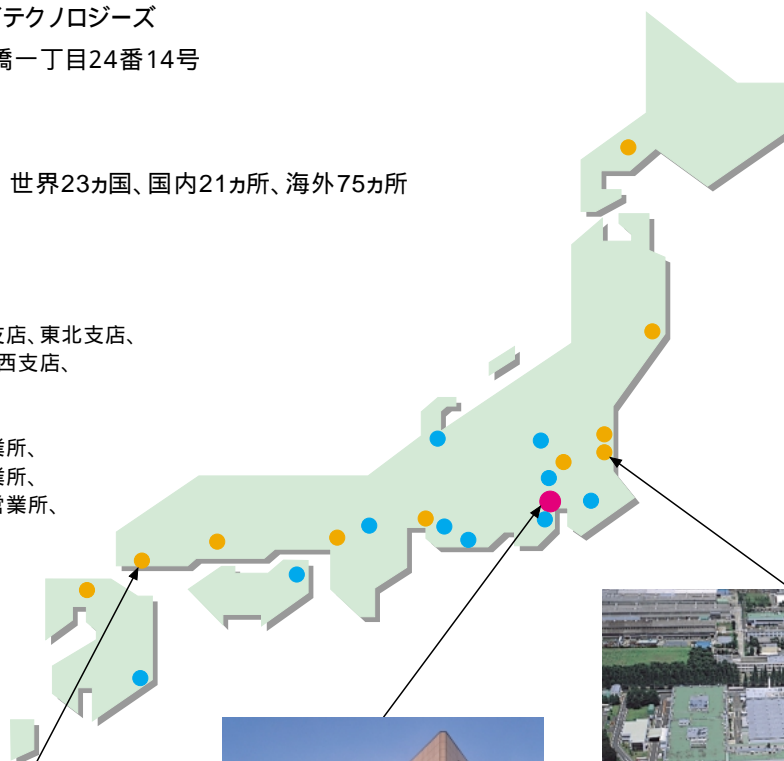 テクノロジーズ
橋一丁目24番14号
世界23ヵ国、国内21ヵ所、海外75ヵ所
支店、東北支店、
西支店、
業所、
業所、
営業所、